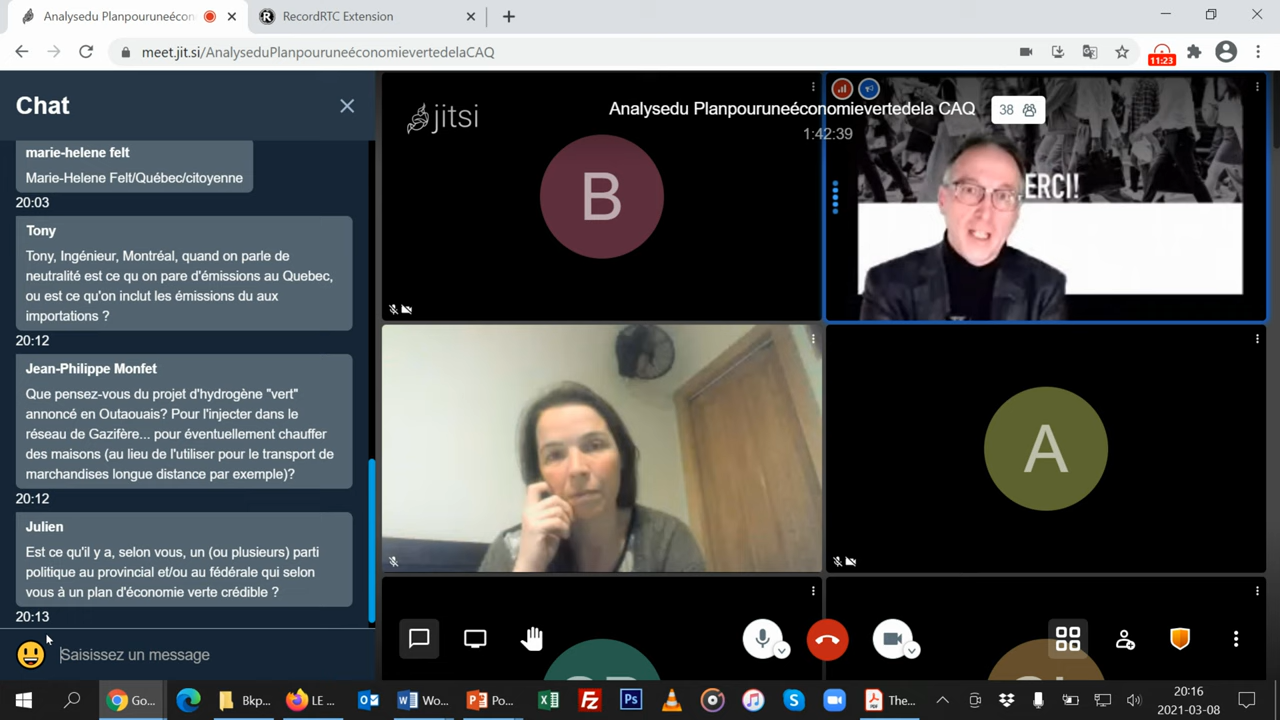 Analysedu Planpouruneécon
RecordRTC Extension
meet.jit.si/AnalyseduPlanpouruneéconomievertedelaCAQ
11:23
Chat
marie-helene felt
Marie-Helene Felt/Québec/citoyenne
20:03
Tony
Tony, Ingénieur, Montréal, quand on parle de
neutralité est ce qu on pare d'émissions au Quebec,
ou est ce qu'on inclut les émissions du aux
importations ?
20:12
Jean-Philippe Monfet
Que pensez-vous du projet d'hydrogène "vert"
annoncé en Outaouais? Pour l'injecter dans le
réseau de Gazifère... pour éventuellement chauffer
des maisons (au lieu de l'utiliser pour le transport de
marchandises longue distance par exemple)?
20:12
Julien
Est ce qu'il y a, selon vous, un (ou plusieurs) parti
politique au provincial et/ou au fédérale qui selon
vous à un plan d'économie verte crédible ?
20:13
Saisissez un message
jitsi
Analysedu Planpouruneéconomievertedela CAQ
38
1:42:39
B
ERCI!
A
Go...
Bkp...
LE ...
Wo...
Po...
The...
20:16
2021-03-08